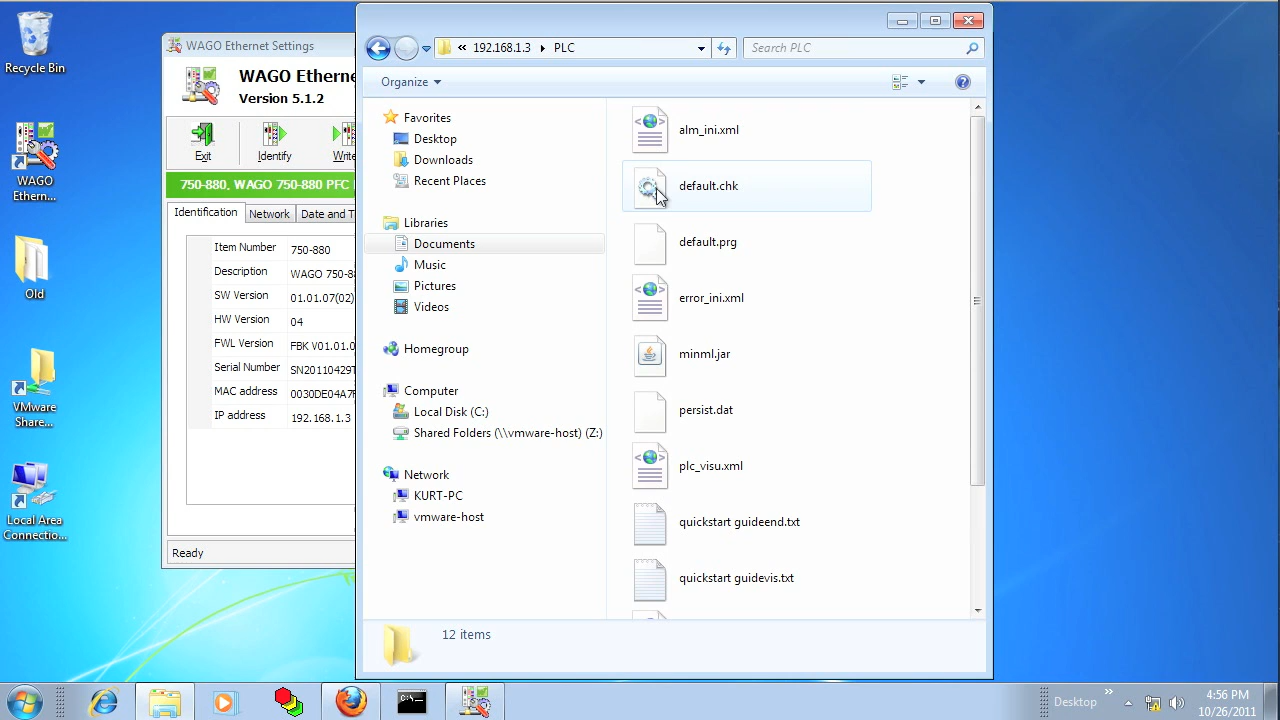 Recycle Bin
WAGO
Ethern...
Old
VMware
Share...
Local Area
Connectio...
WAGO Ethernet Settings
WAGO Etherne
Version 5.1.2
Exit
Identify
Write
750-880, WAGO 750-880 PFC
Identification
Network
Date and T
Item Number
750-880
Description
WAGO 750-88
SW Version
01.01.07(02)
HW Version
04
FWL Version
FBK V01.01.0
Serial Number
SN20110429T
MAC address
0030DE04A7F
IP address
192.168.1.3
Ready
« 192.168.1.3 ▸ PLC
Search PLC
Organize
Favorites
Desktop
Downloads
Recent Places
Libraries
Documents
Music
Pictures
Videos
Homegroup
Computer
Local Disk (C:)
Shared Folders (\\vmware-host) (Z:)
Network
KURT-PC
vmware-host
alm_ini.xml
default.chk
default.prg
error_ini.xml
minml.jar
persist.dat
plc_visu.xml
quickstart guideend.txt
quickstart guidevis.txt
12 items
C:\
Desktop
»
4:56 PM
10/26/2011